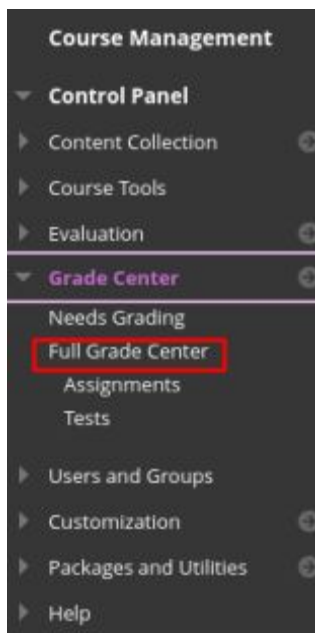 Course Management
Control Panel
Content Collection
Course Tools
Evaluation
Grade Center
Needs Grading
Full Grade Center
Assignments
Tests
Users and Groups
Customization
Packages and Utilities
Help